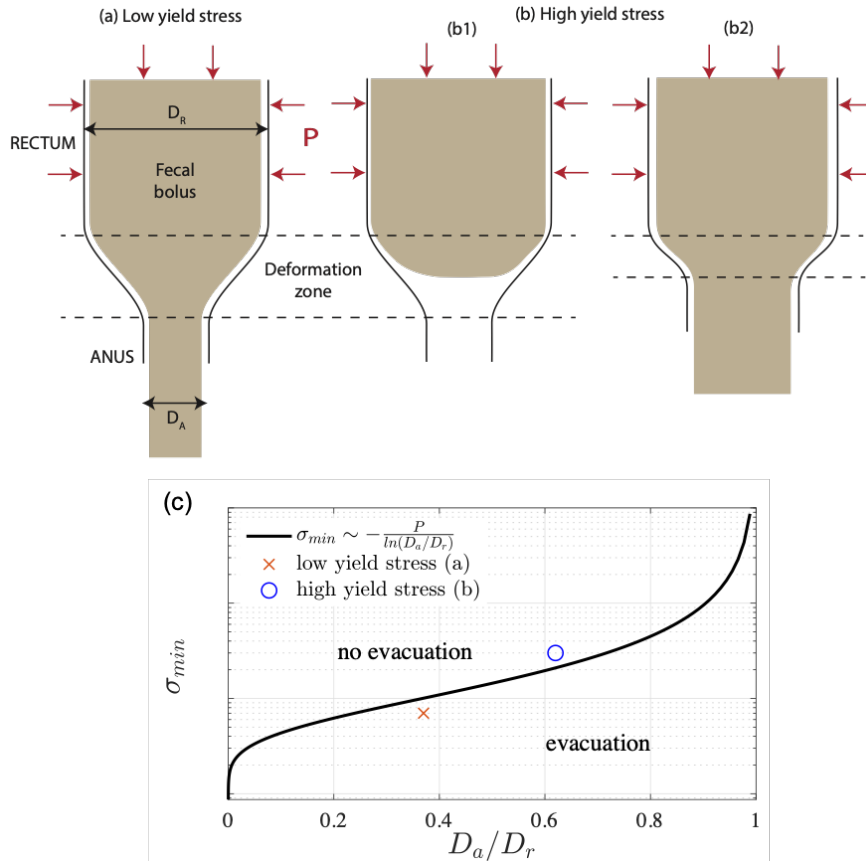 (a) Low yield stress
(b) High yield stress
(b1)
(b2)
D_R
RECTUM
P
Fecal
bolus
Deformation
zone
ANUS
D_A
(c)
σ_min ∼ − P / ln(D_a/D_r)
low yield stress (a)
high yield stress (b)
no evacuation
evacuation
σ_min
0
0.2
0.4
0.6
0.8
1
D_a/D_r